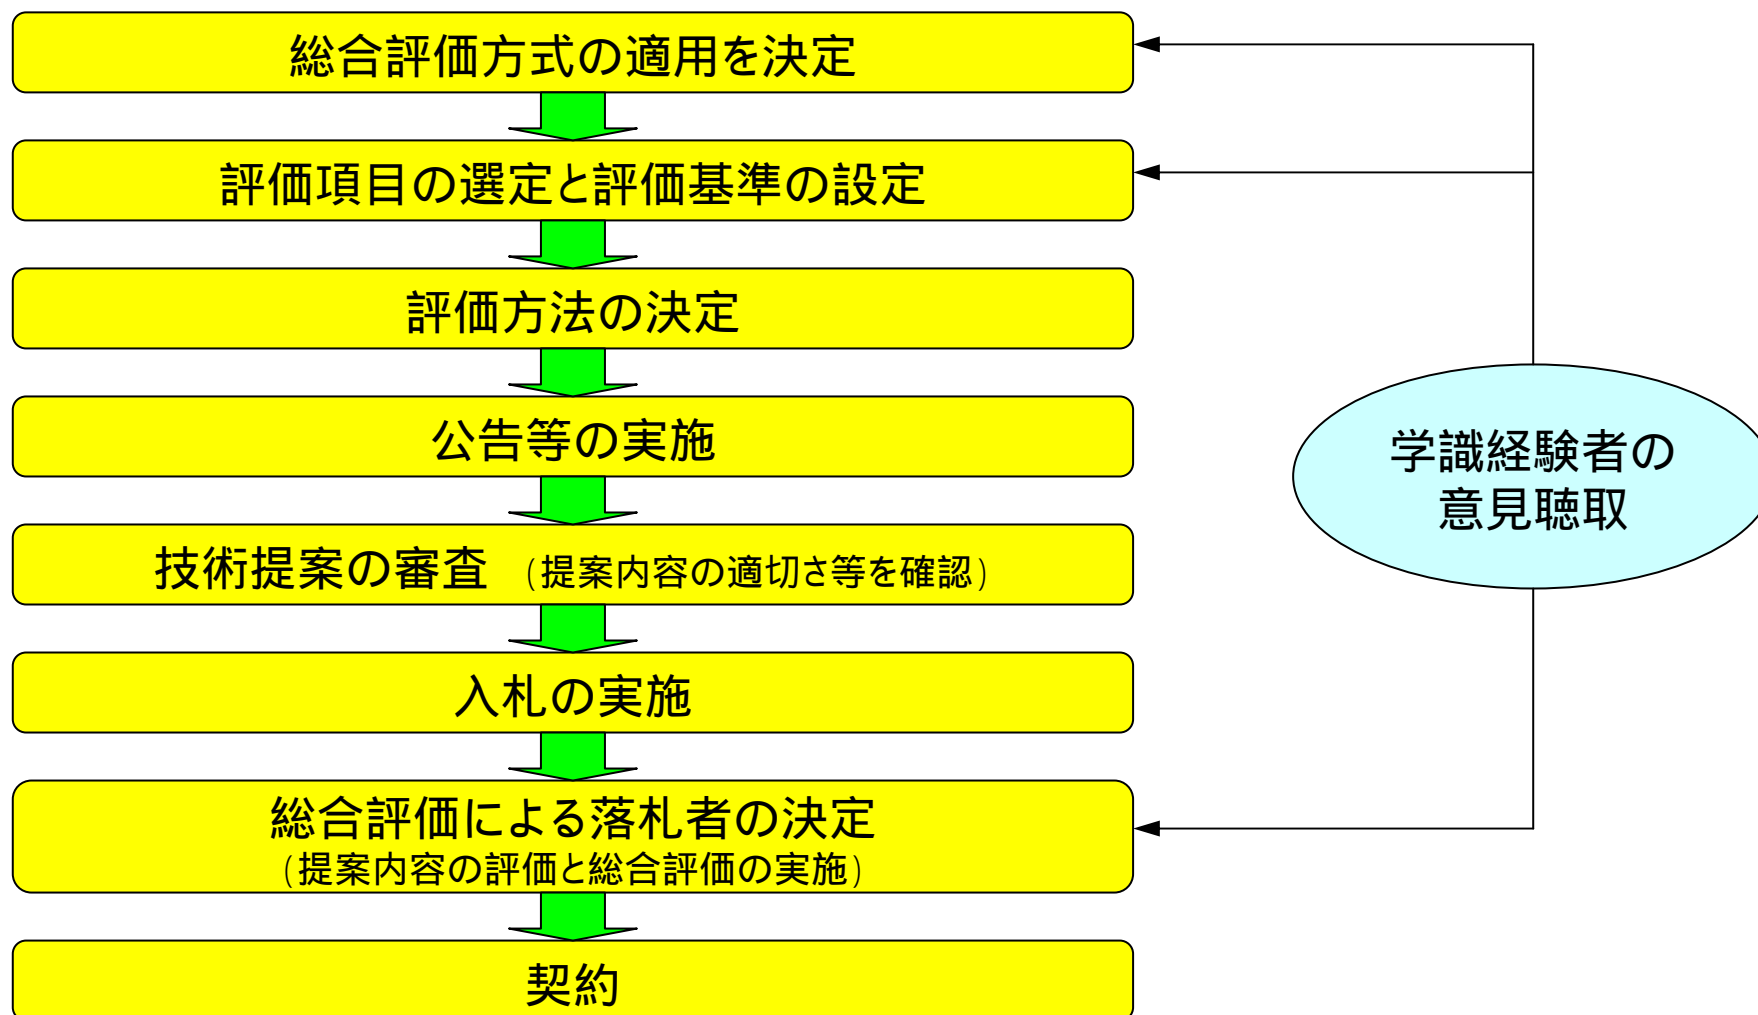 総合評価方式の適用を決定
評価項目の選定と評価基準の設定
評価方法の決定
公告等の実施
技術提案の審査 (提案内容の適切さ等を確認)
入札の実施
総合評価による落札者の決定
(提案内容の評価と総合評価の実施)
契約
学識経験者の
意見聴取